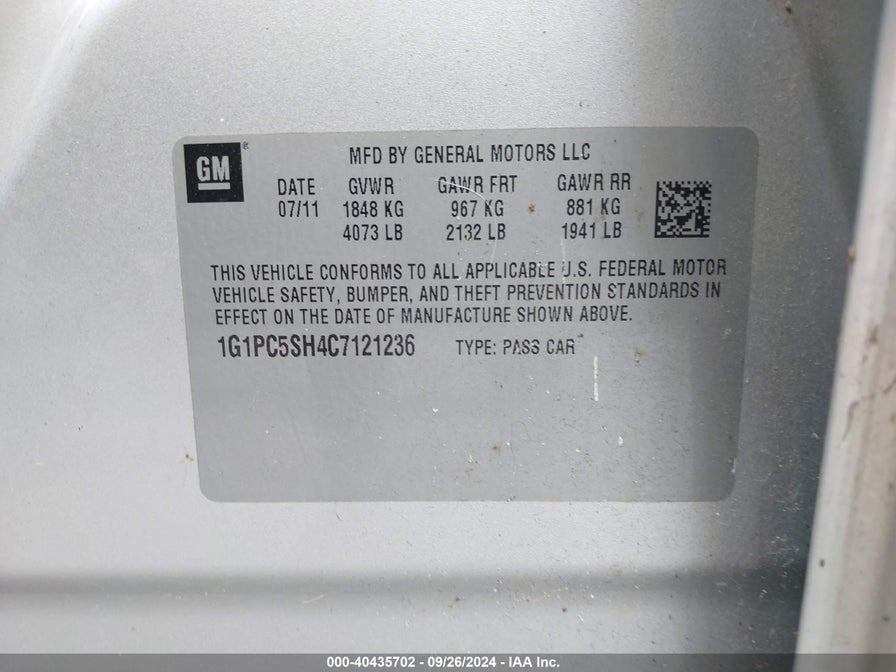 GM®
MFD BY GENERAL MOTORS LLC
DATE GVWR GAWR FRT GAWR RR
07/11 1848 KG 967 KG 881 KG
4073 LB 2132 LB 1941 LB
THIS VEHICLE CONFORMS TO ALL APPLICABLE U.S. FEDERAL MOTOR
VEHICLE SAFETY, BUMPER, AND THEFT PREVENTION STANDARDS IN
EFFECT ON THE DATE OF MANUFACTURE SHOWN ABOVE.
1G1PC5SH4C7121236 TYPE: PASS CAR
000-40435702 - 09/26/2024 - IAA Inc.